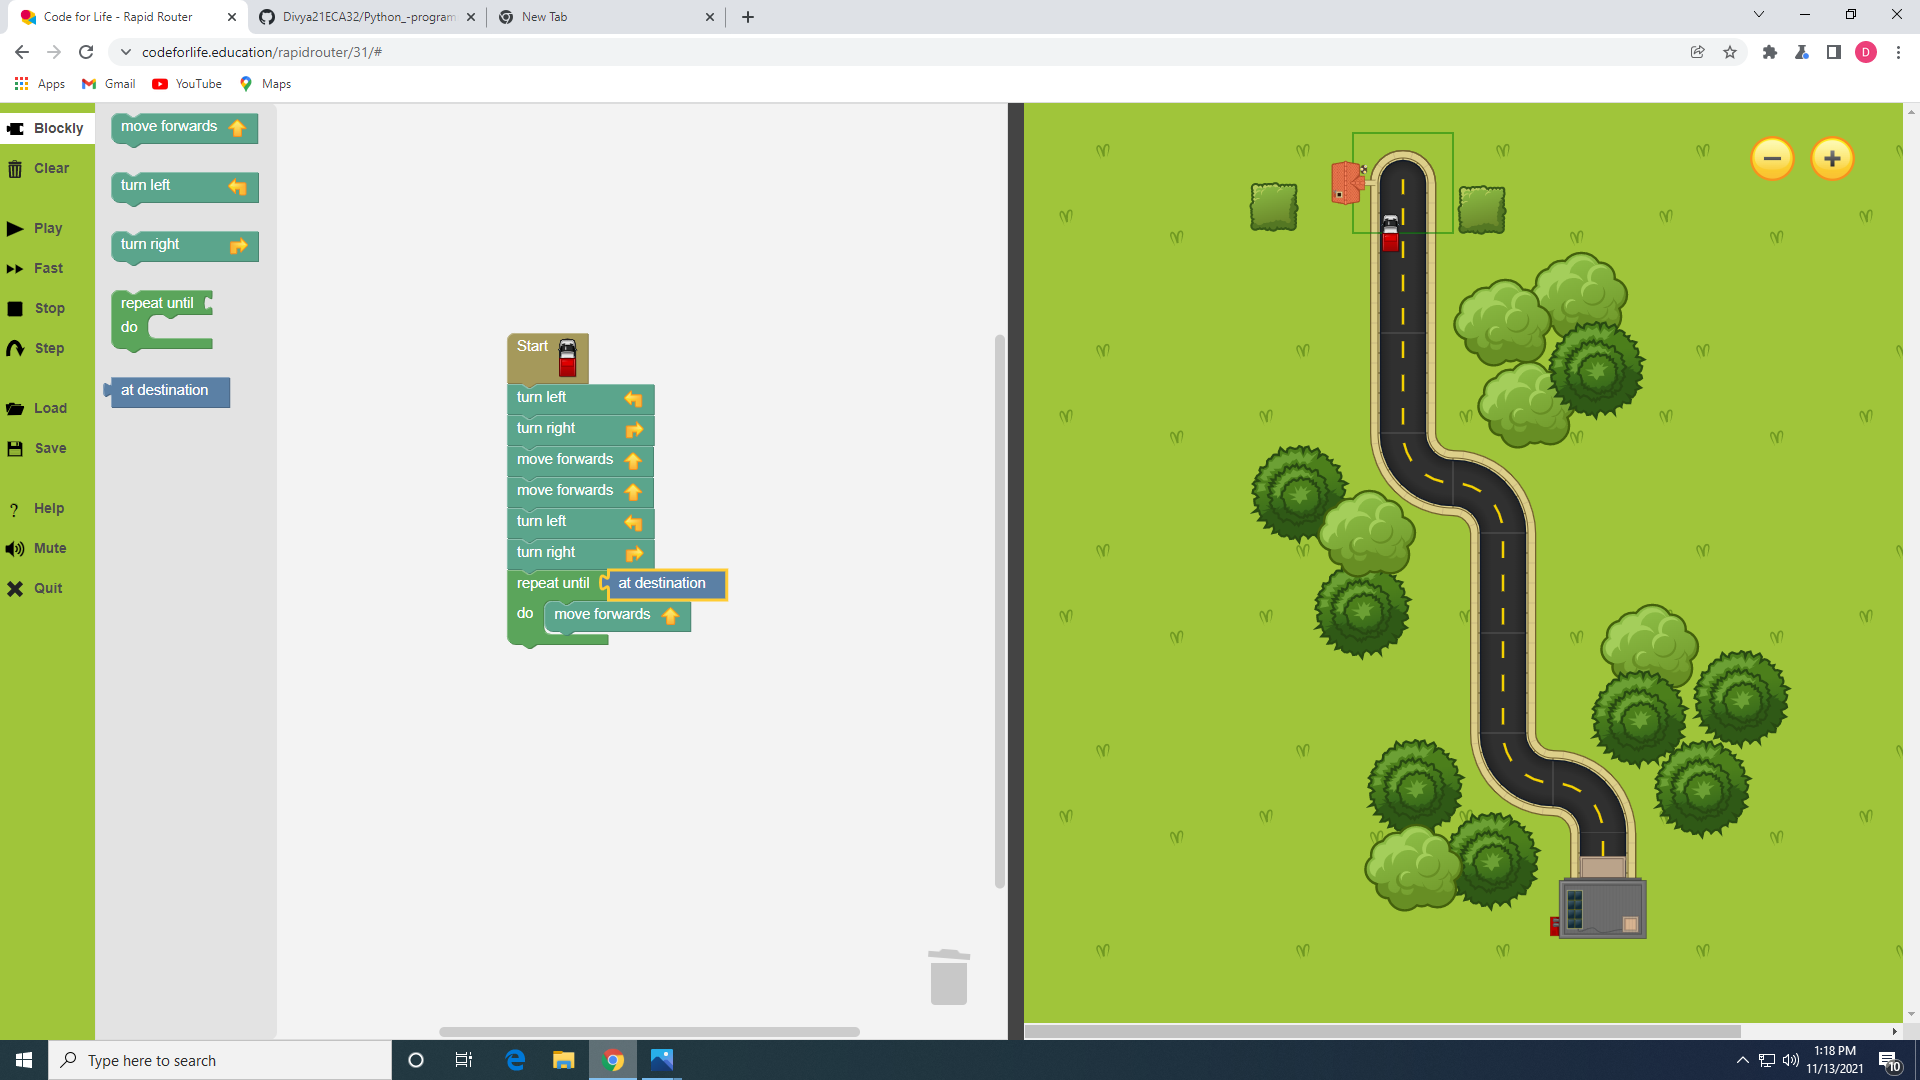 Code for Life - Rapid Router
Divya21ECA32/Python_-program
New Tab
codeforlife.education/rapidrouter/31/#
D
Apps
Gmail
YouTube
Maps
Blockly
Clear
Play
Fast
Stop
Step
Load
Save
? Help
Mute
Quit
move forwards
turn left
turn right
repeat until
do
at destination
Start
turn left
turn right
move forwards
move forwards
turn left
turn right
repeat until at destination
do move forwards
Type here to search
1:18 PM
11/13/2021
10